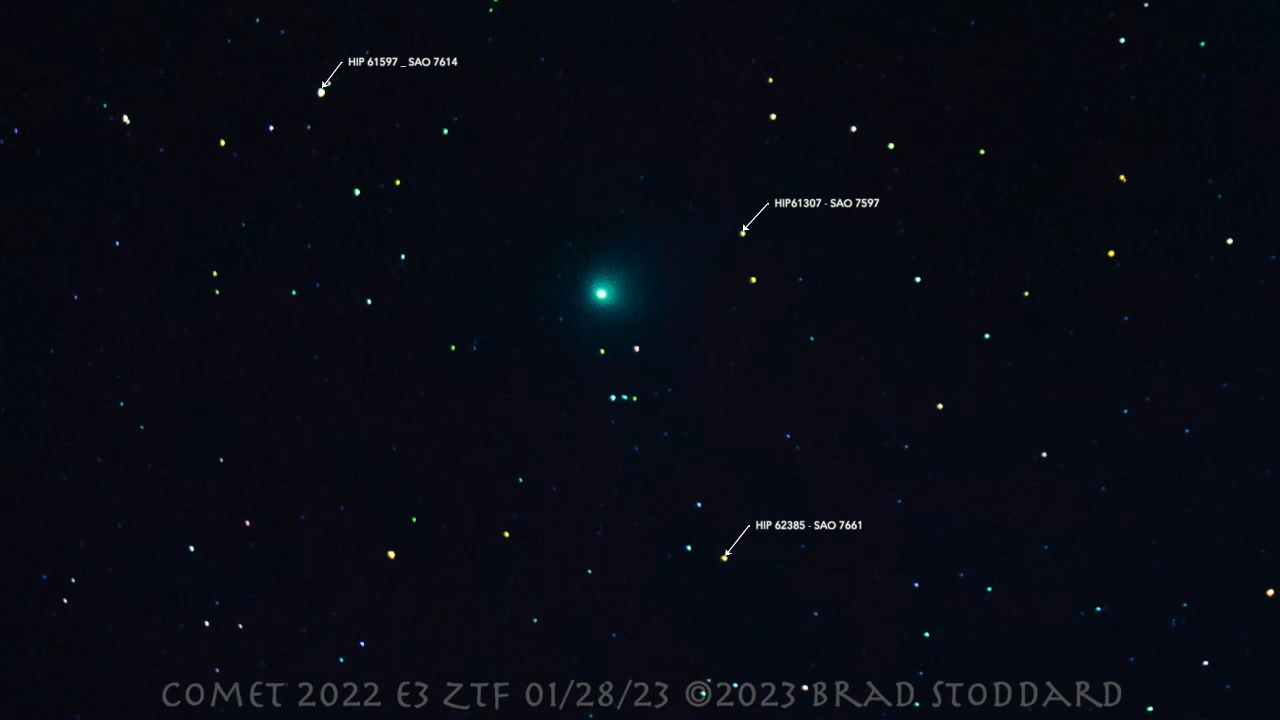 HIP 61597 _ SAO 7614
HIP61307 - SAO 7597
HIP 62385 - SAO 7661
COMET 2022 E3 ZTF 01/28/23 ©2023 BRAD STODDARD